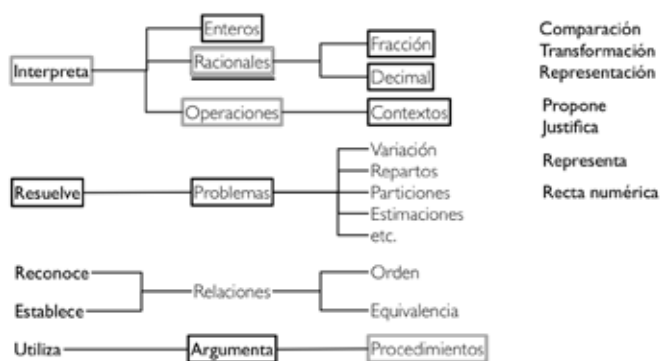 Enteros
Interpreta
Racionales
Fracción
Decimal
Operaciones
Contextos
Comparación
Transformación
Representación
Propone
Justifica
Representa
Recta numérica
Resuelve
Problemas
Variación
Repartos
Particiones
Estimaciones
etc.
Reconoce
Establece
Relaciones
Orden
Equivalencia
Utiliza
Argumenta
Procedimientos